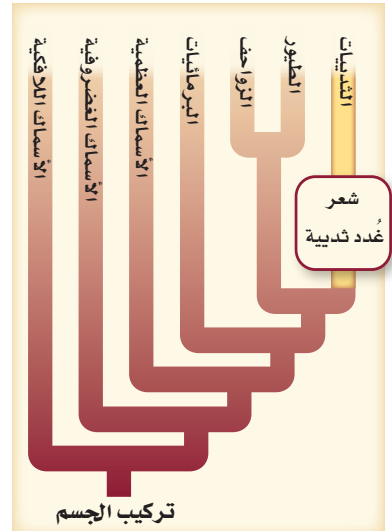 الثدييات
الطيور
الزواحف
البرمائيات
الأسماك العظمية
الأسماك الغضروفية
الأسماك اللافكية
شعر
غُدد ثديية
تركيب الجسم